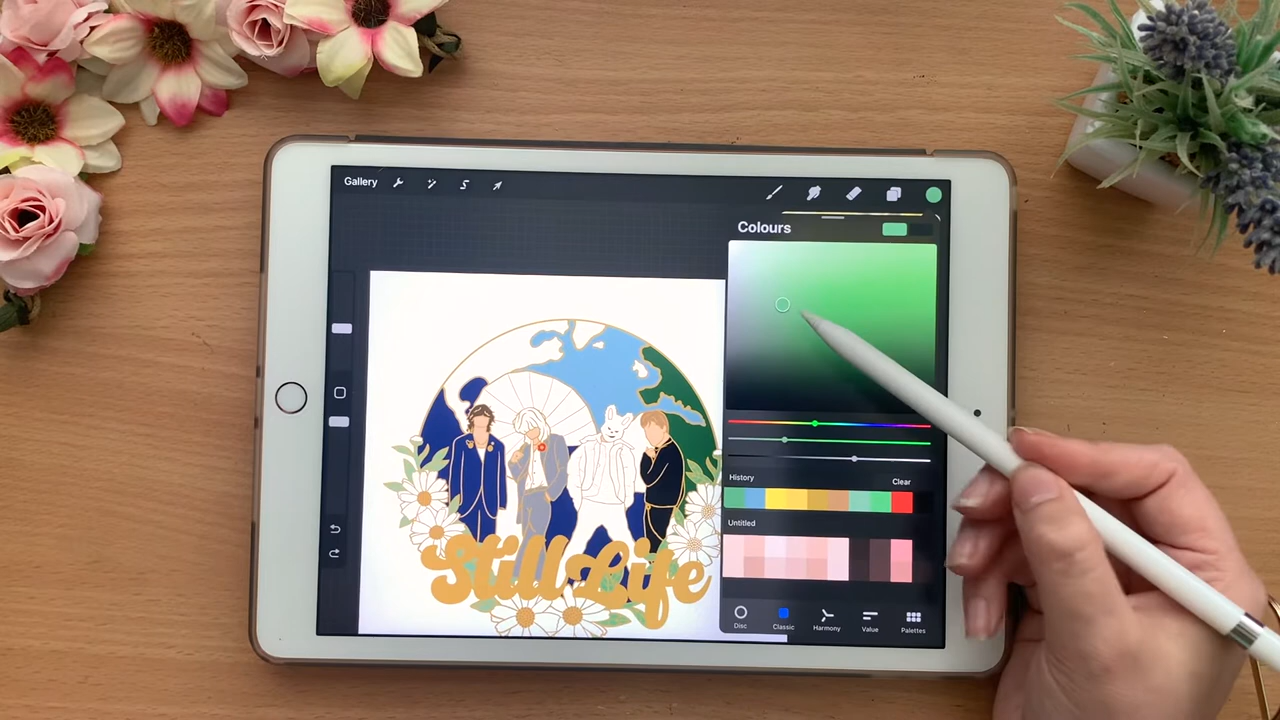 Gallery
Colours
Still Life
History
Clear
Untitled
Disc
Classic
Harmony
Value
Palettes